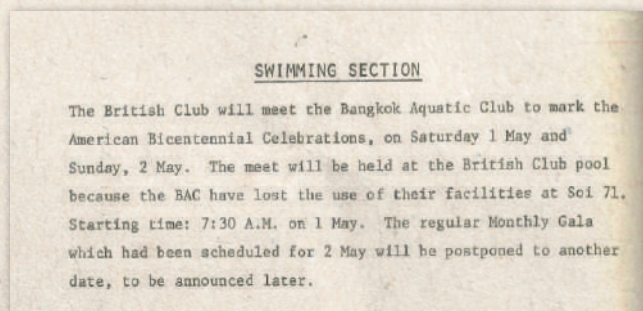 SWIMMING SECTION
The British Club will meet the Bangkok Aquatic Club to mark the
American Bicentennial Celebrations, on Saturday 1 May and
Sunday, 2 May. The meet will be held at the British Club pool
because the BAC have lost the use of their facilities at Soi 71.
Starting time: 7:30 A.M. on 1 May. The regular Monthly Gala
which had been scheduled for 2 May will be postponed to another
date, to be announced later.